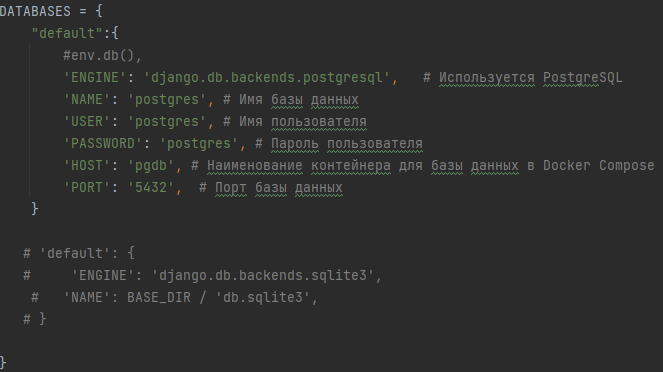 DATABASES = {
"default":{
#env.db(),
'ENGINE': 'django.db.backends.postgresql',   # Используется PostgreSQL
'NAME': 'postgres', # Имя базы данных
'USER': 'postgres', # Имя пользователя
'PASSWORD': 'postgres', # Пароль пользователя
'HOST': 'pgdb', # Наименование контейнера для базы данных в Docker Compose
'PORT': '5432',  # Порт базы данных
}
# 'default': {
#     'ENGINE': 'django.db.backends.sqlite3',
#   'NAME': BASE_DIR / 'db.sqlite3',
# }
}